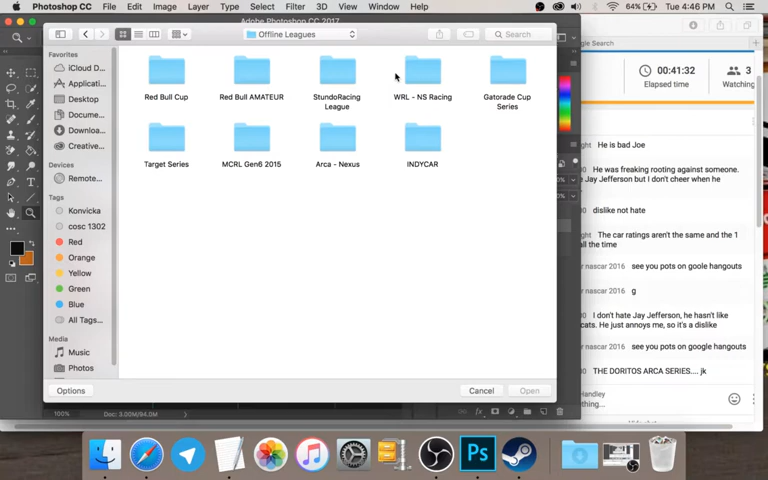 Photoshop CC File Edit Image Layer Type Select Filter 3D View Window Help
64% Tue 4:46 PM
Adobe Photoshop CC 2017
Offline Leagues
Search
Favorites
iCloud D...
Applicati...
Desktop
Docume...
Downloa...
Creative...
Devices
Remote...
Tags
Konvicka
cosc 1302
Red
Orange
Yellow
Green
Blue
All Tags...
Media
Music
Photos
Red Bull Cup
Red Bull AMATEUR
StundoRacing
League
WRL - NS Racing
Gatorade Cup
Series
Target Series
MCRL Gen6 2015
Arca - Nexus
INDYCAR
Options
Cancel
Open
100% Doc: 3.00M/94.0M
gle Search
00:41:32
Elapsed time
3
Watching
ght He is bad Joe
He was freaking rooting against someone.
Jay Jefferson but I don't cheer when he
dislike not hate
ght The car ratings aren't the same and the 1
all the time
r nascar 2016 see you pots on goole hangouts
r nascar 2016 g
00 I don't hate Jay Jefferson, he hasn't like
cats. He just annoys me, so it's a dislike
r nascar 2016 see you pots on google hangouts
00 THE DORITOS ARCA SERIES.... jk
Handley
ething...
Ps